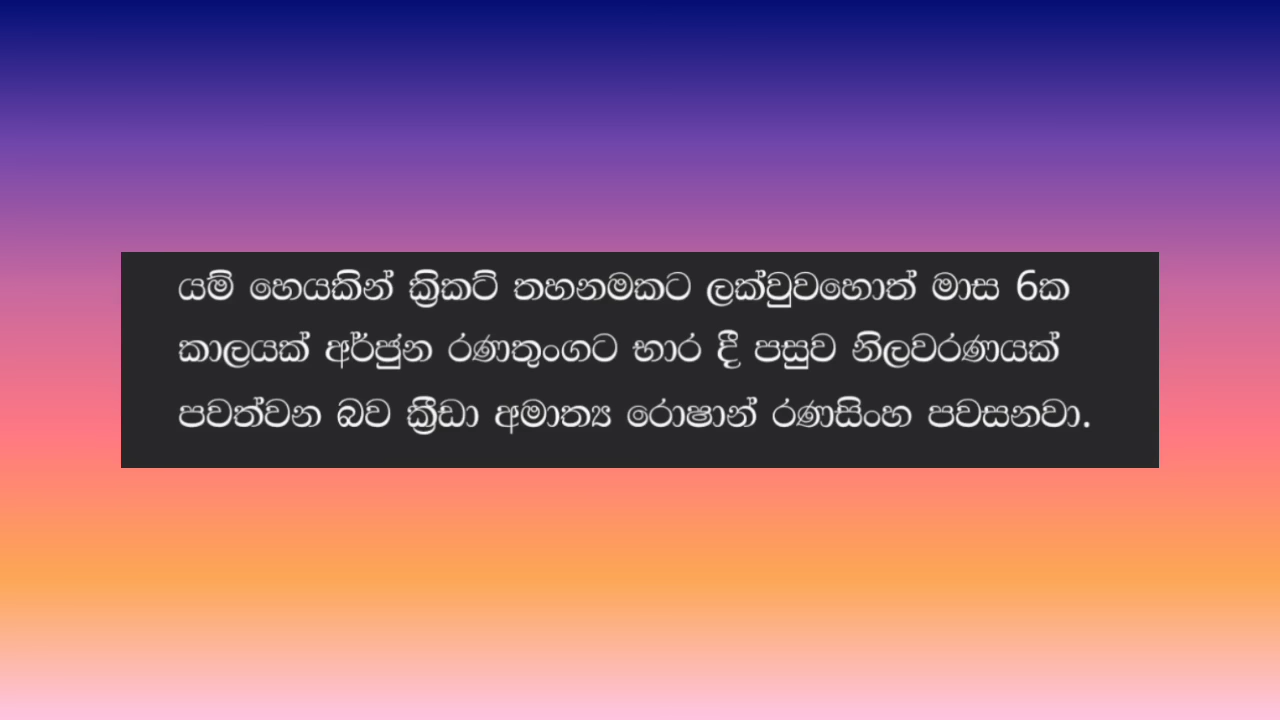 යම් හෙයකින් ක්‍රිකට් තහනමකට ලක්වුවහොත් මාස 6ක
කාලයක් අර්ජුන රණතුංගට භාර දී පසුව නිලවරණයක්
පවත්වන බව ක්‍රීඩා අමාත්‍ය රොෂාන් රණසිංහ පවසනවා.